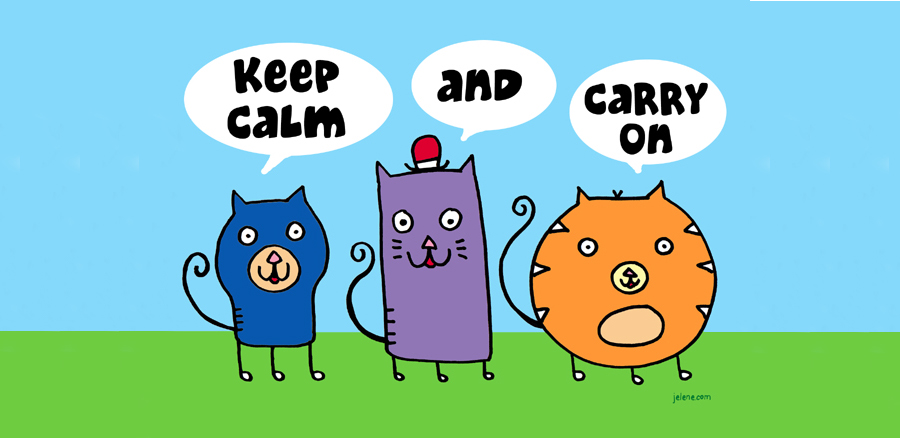 KEEP
CALM
AND
CARRY
ON
jelene.com